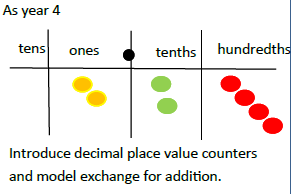 As year 4
tens ones tenths hundredths
Introduce decimal place value counters
and model exchange for addition.